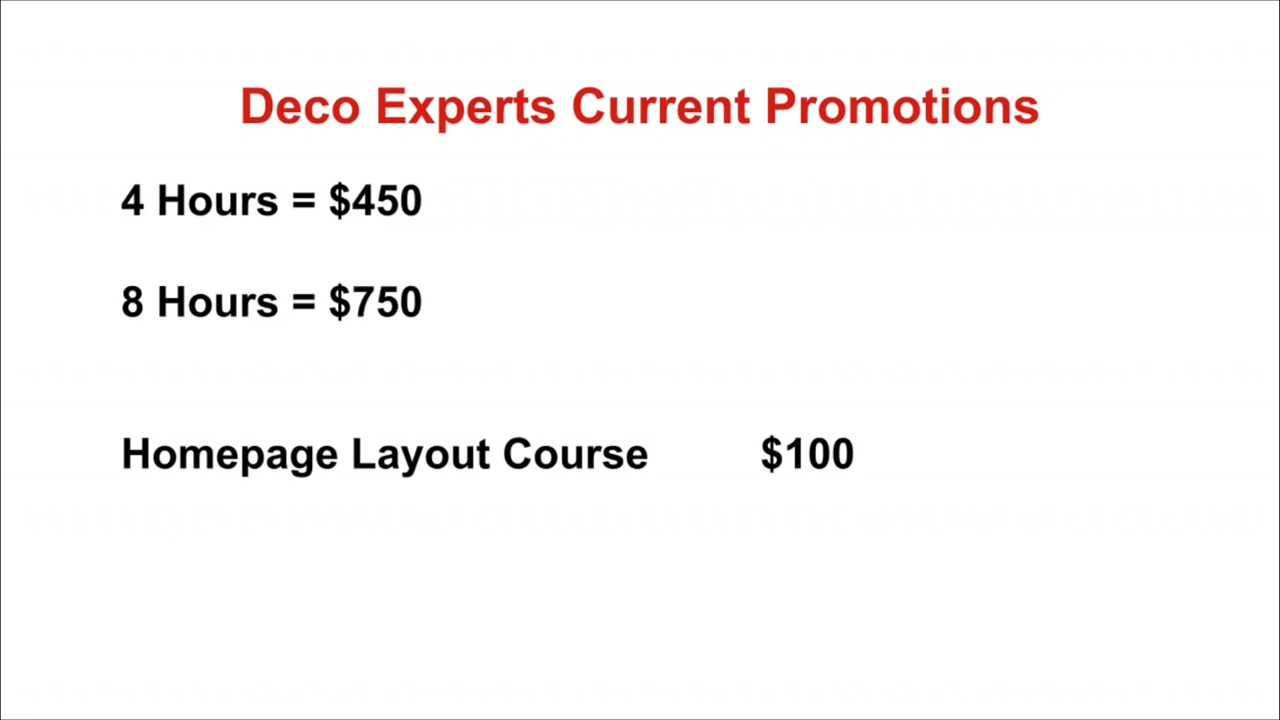 Deco Experts Current Promotions
4 Hours = $450
8 Hours = $750
Homepage Layout Course $100